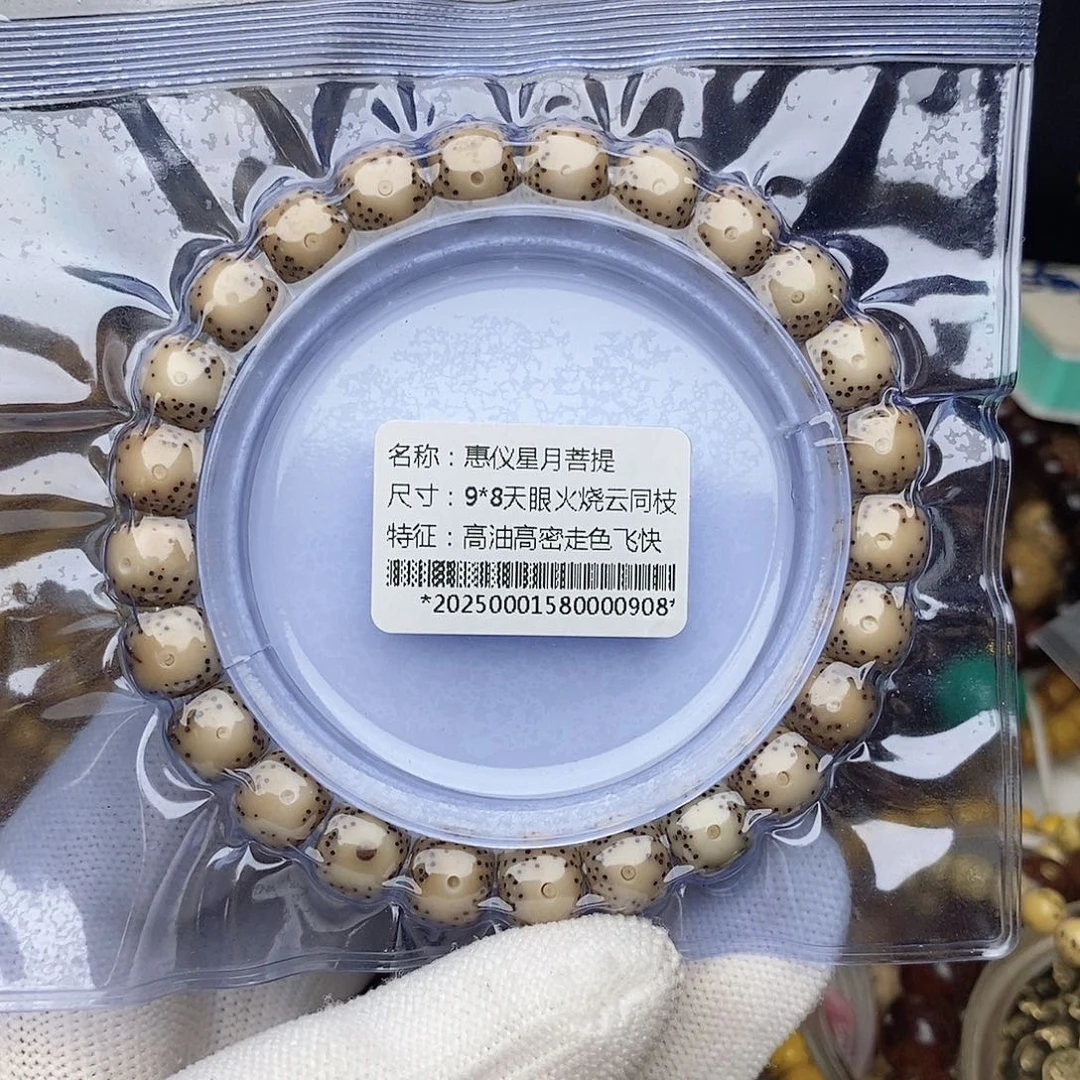 名称：惠仪星月菩提
尺寸：9*8天眼火烧云同枝
特征：高油高密走色飞快
*20250001580000908*